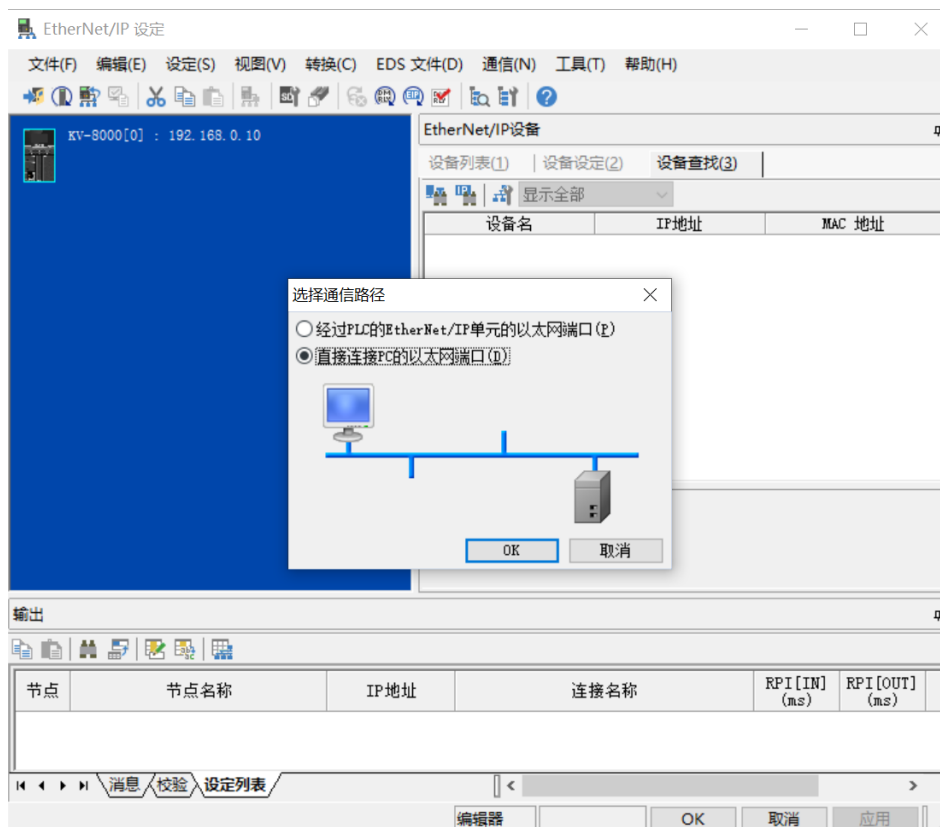 EtherNet/IP 设定
文件(F) 编辑(E) 设定(S) 视图(V) 转换(C) EDS 文件(D) 通信(N) 工具(T) 帮助(H)
KV-8000[0] : 192.168.0.10
EtherNet/IP设备
设备列表(1) 设备设定(2) 设备查找(3)
显示全部
设备名 IP地址 MAC 地址
选择通信路径
经过PLC的EtherNet/IP单元的以太网端口(P)
直接连接PC的以太网端口(D)
OK 取消
输出
节点 节点名称 IP地址 连接名称 RPI[IN] (ms) RPI[OUT] (ms)
消息 校验 设定列表
编辑器 OK 取消 应用